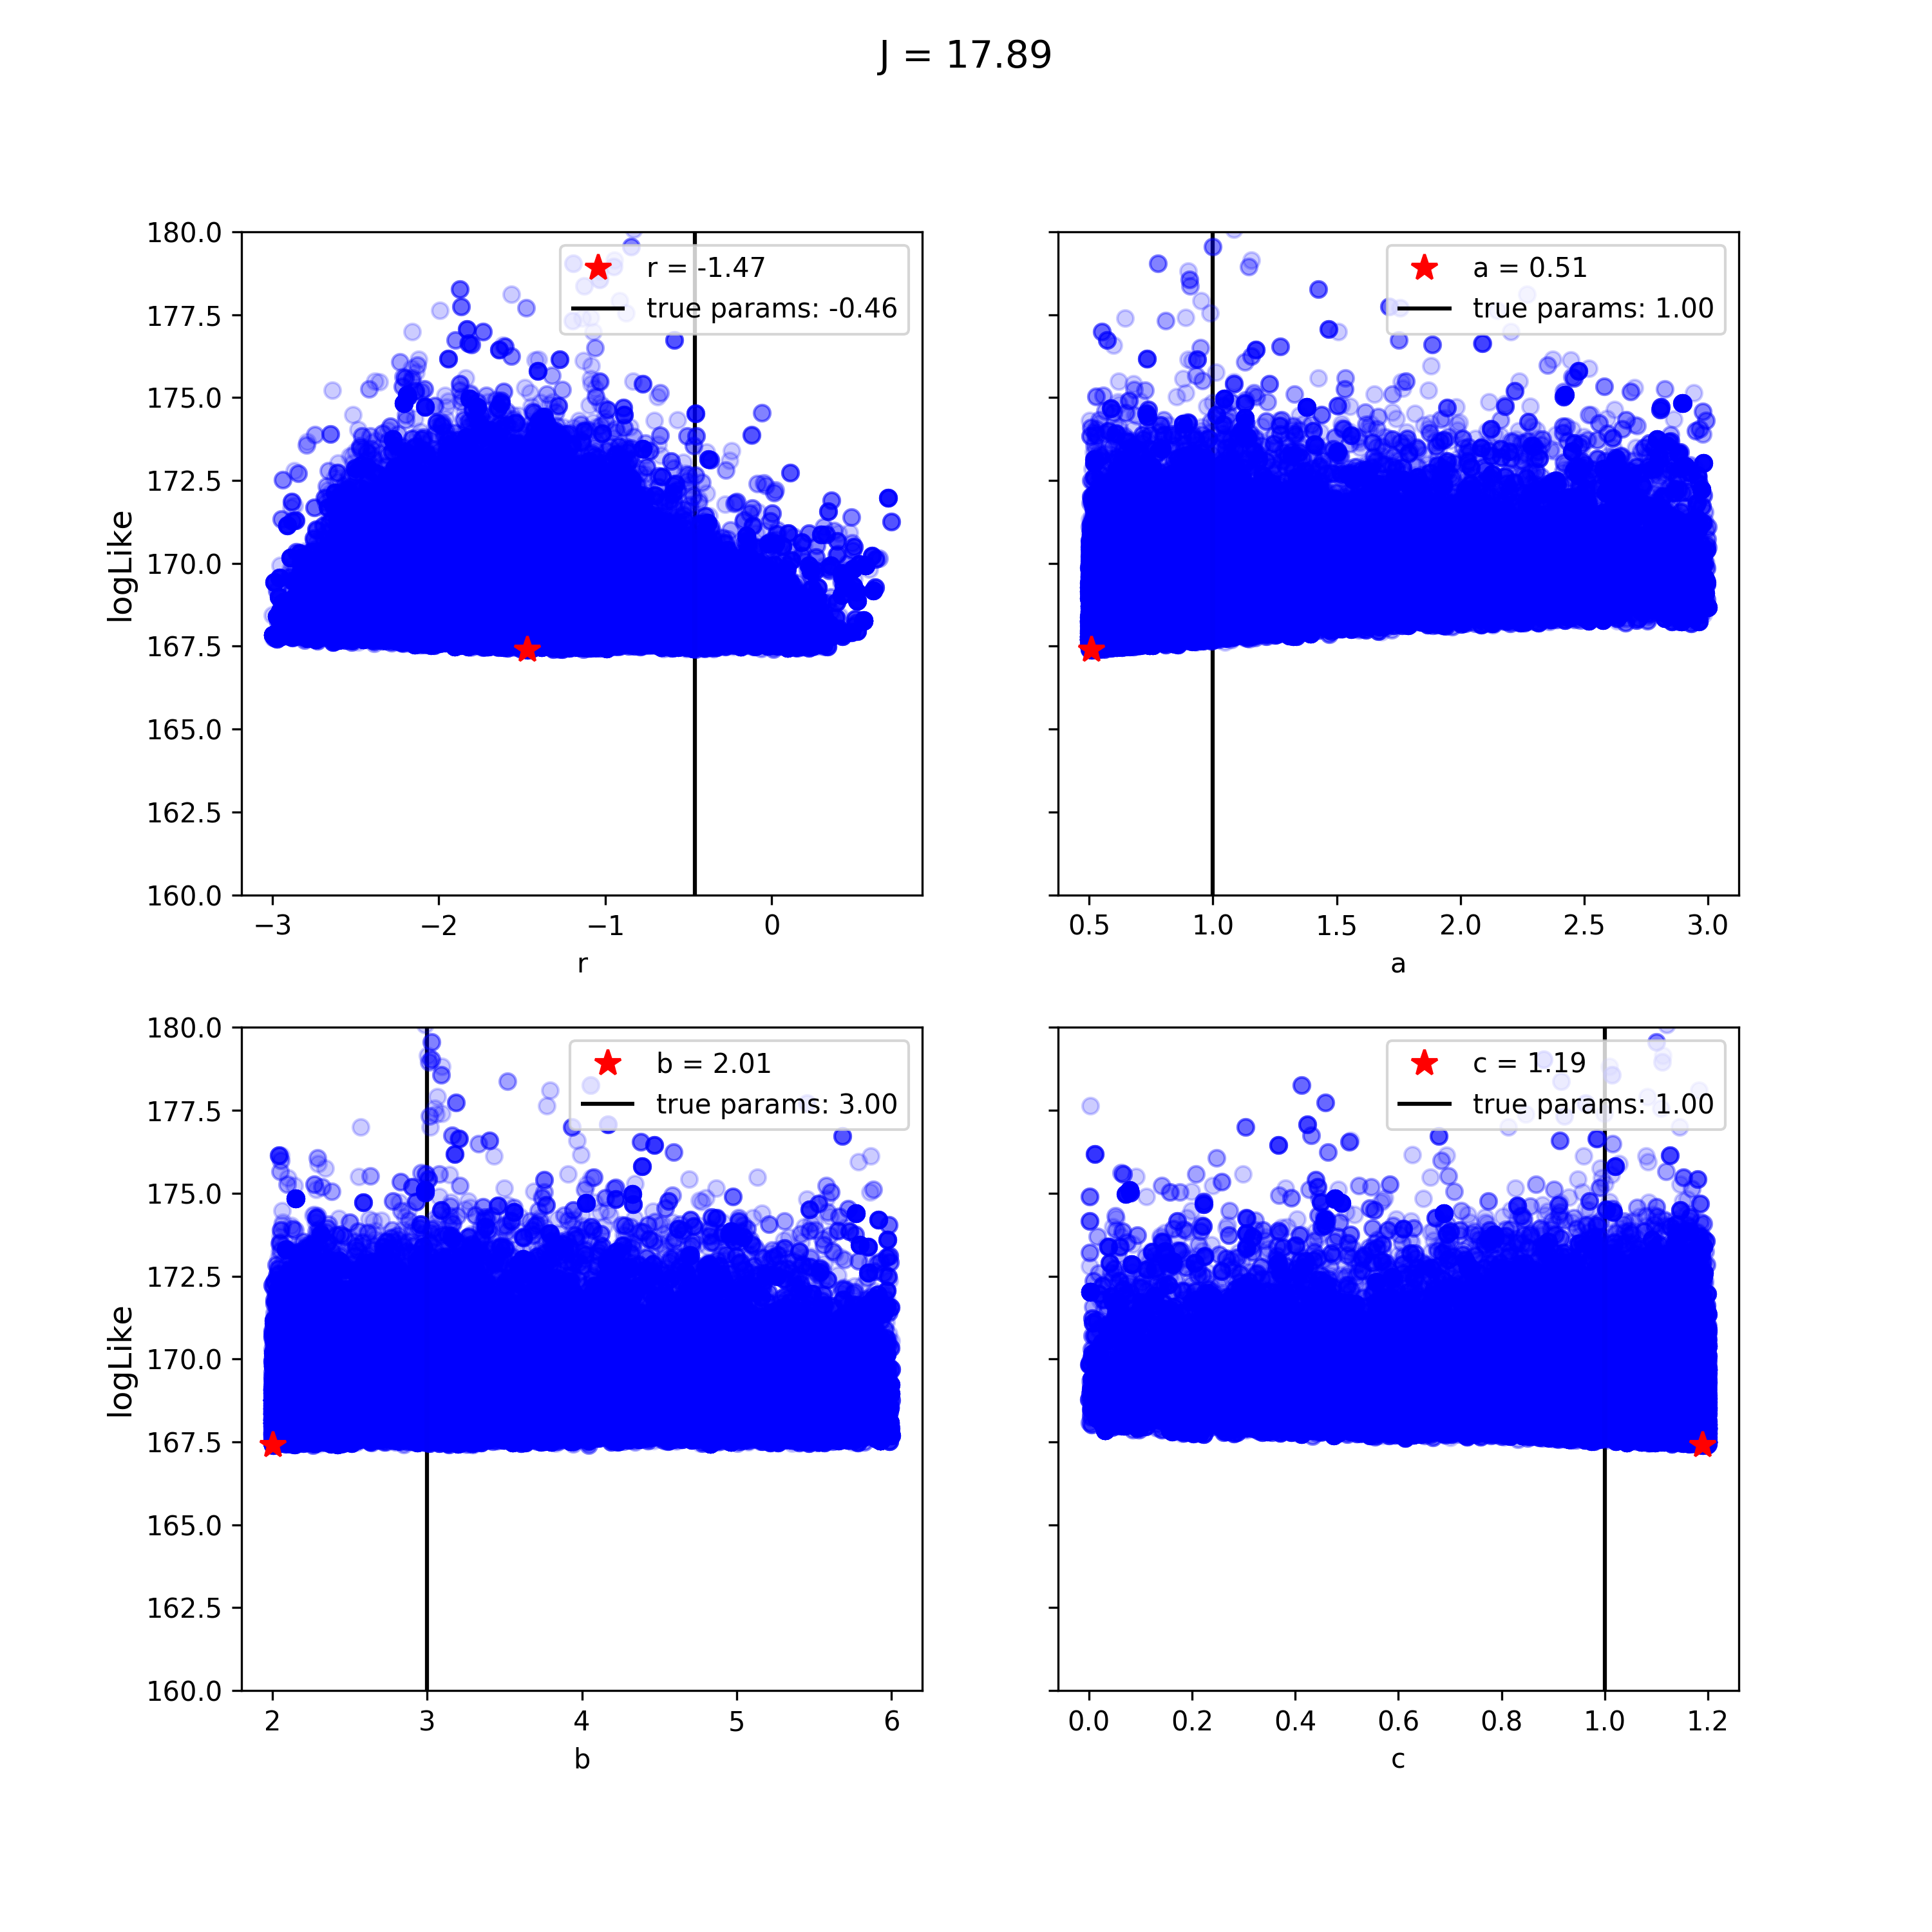 J = 17.89
180.0
177.5
175.0
172.5
170.0
167.5
165.0
162.5
160.0
logLike
r = -1.47
true params: -0.46
−3 −2 −1 0
r
a = 0.51
true params: 1.00
0.5 1.0 1.5 2.0 2.5 3.0
a
180.0
177.5
175.0
172.5
170.0
167.5
165.0
162.5
160.0
logLike
b = 2.01
true params: 3.00
2 3 4 5 6
b
c = 1.19
true params: 1.00
0.0 0.2 0.4 0.6 0.8 1.0 1.2
c